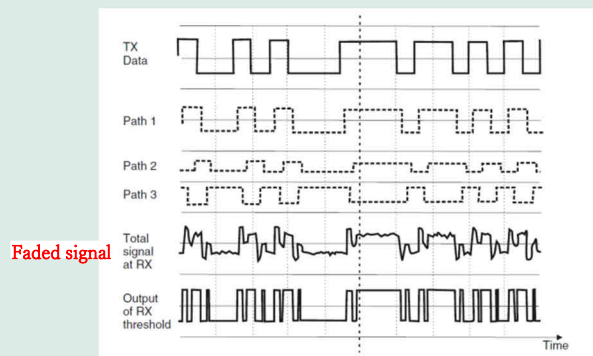 TX
Data
Path 1
Path 2
Path 3
Faded signal
Total
signal
at RX
Output
of RX
threshold
Time